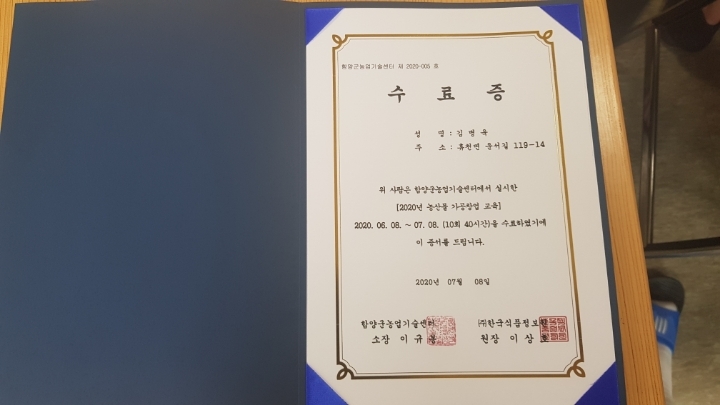 함양군농업기술센터 제 2020-005 호
수 료 증
성 명 : 김 명 욱
주 소 : 휴천면 운서길 119-14
위 사람은 함양군농업기술센터에서 실시한
[2020년 농산물 가공창업 교육]
2020. 06. 08. ~ 07. 08. (10회 40시간)을 수료하였기에
이 증서를 드립니다.
2020년 07월 08일
함양군농업기술센터
소장 이 규
㈜한국식품정보원
원장 이 상